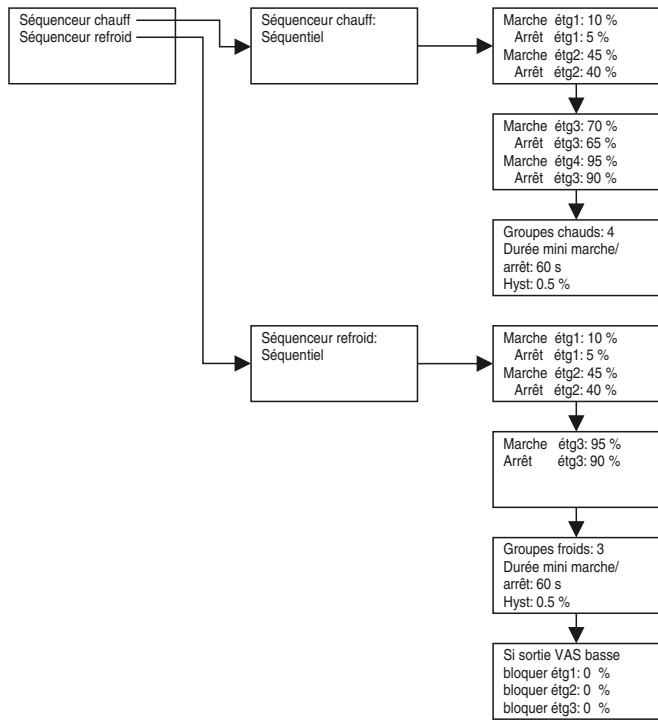 Séquenceur chauff
Séquenceur refroid
Séquenceur chauff:
Séquentiel
Marche étg1: 10 %
Arrêt étg1: 5 %
Marche étg2: 45 %
Arrêt étg2: 40 %
Marche étg3: 70 %
Arrêt étg3: 65 %
Marche étg4: 95 %
Arrêt étg3: 90 %
Groupes chauds: 4
Durée mini marche/
arrêt: 60 s
Hyst: 0.5 %
Séquenceur refroid:
Séquentiel
Marche étg1: 10 %
Arrêt étg1: 5 %
Marche étg2: 45 %
Arrêt étg2: 40 %
Marche étg3: 95 %
Arrêt étg3: 90 %
Groupes froids: 3
Durée mini marche/
arrêt: 60 s
Hyst: 0.5 %
Si sortie VAS basse
bloquer étg1: 0 %
bloquer étg2: 0 %
bloquer étg3: 0 %